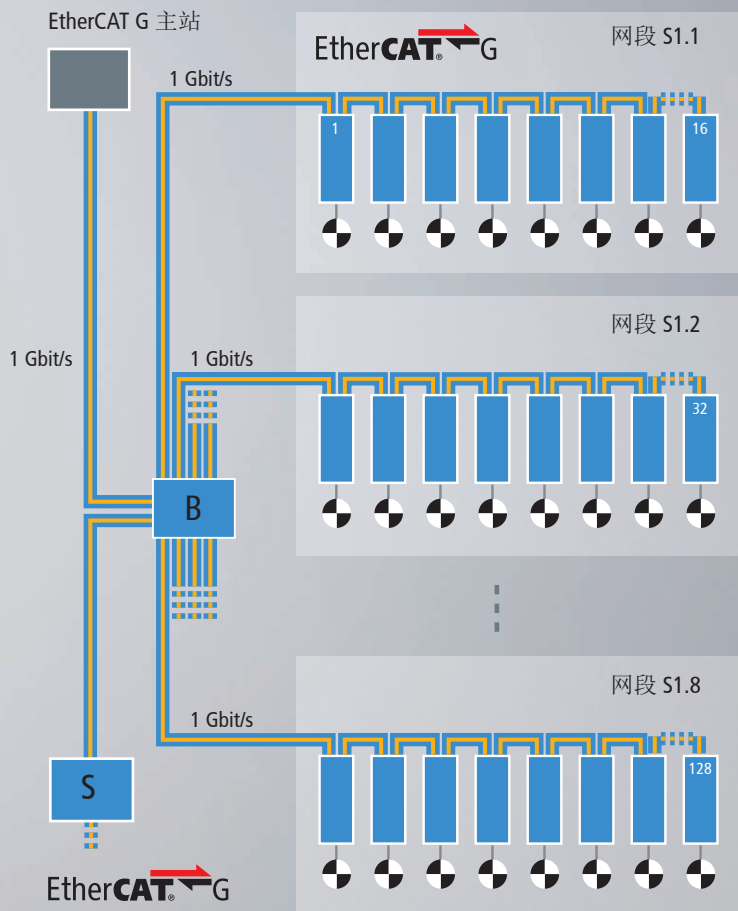 EtherCAT G 主站
EtherCAT® G
网段 S1.1
1 Gbit/s
1
16
网段 S1.2
1 Gbit/s
1 Gbit/s
32
B
网段 S1.8
1 Gbit/s
128
S
EtherCAT® G